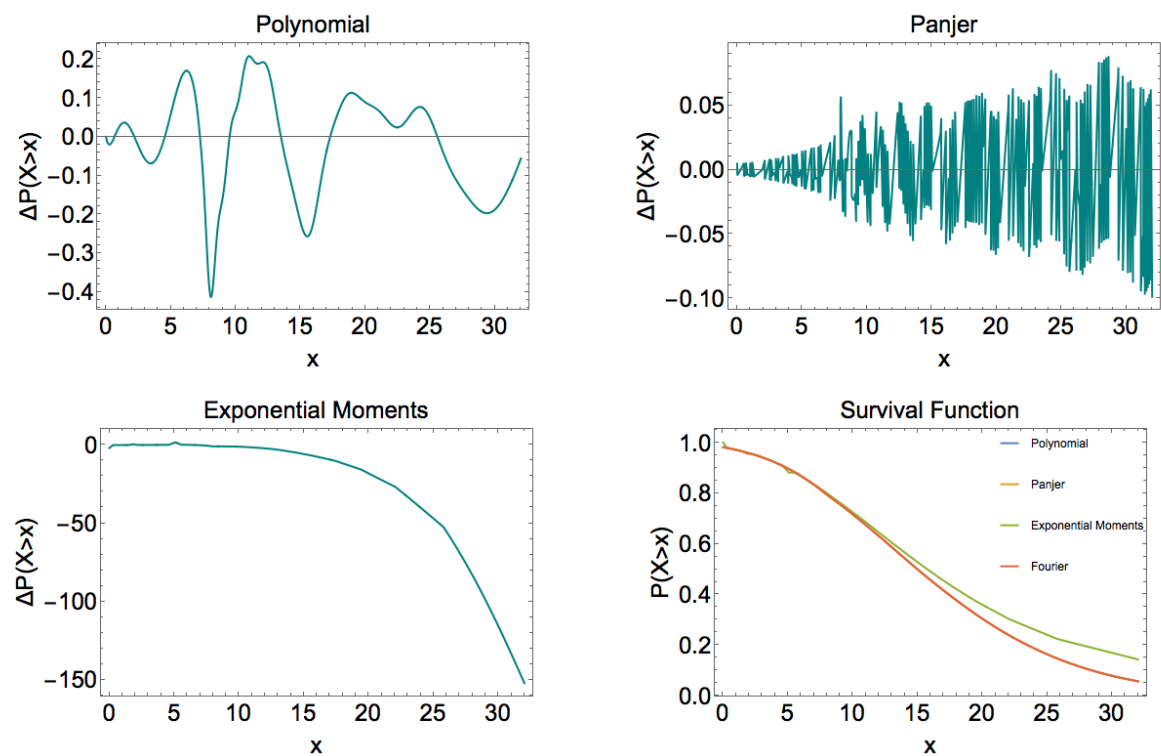 Polynomial
0.2
0.1
0.0
-0.1
-0.2
-0.3
-0.4
ΔP(X>x)
0 5 10 15 20 25 30
x
Panjer
0.05
0.00
-0.05
-0.10
ΔP(X>x)
0 5 10 15 20 25 30
x
Exponential Moments
0
-50
-100
-150
ΔP(X>x)
0 5 10 15 20 25 30
x
Survival Function
1.0
0.8
0.6
0.4
0.2
0.0
P(X>x)
Polynomial
Panjer
Exponential Moments
Fourier
0 5 10 15 20 25 30
x